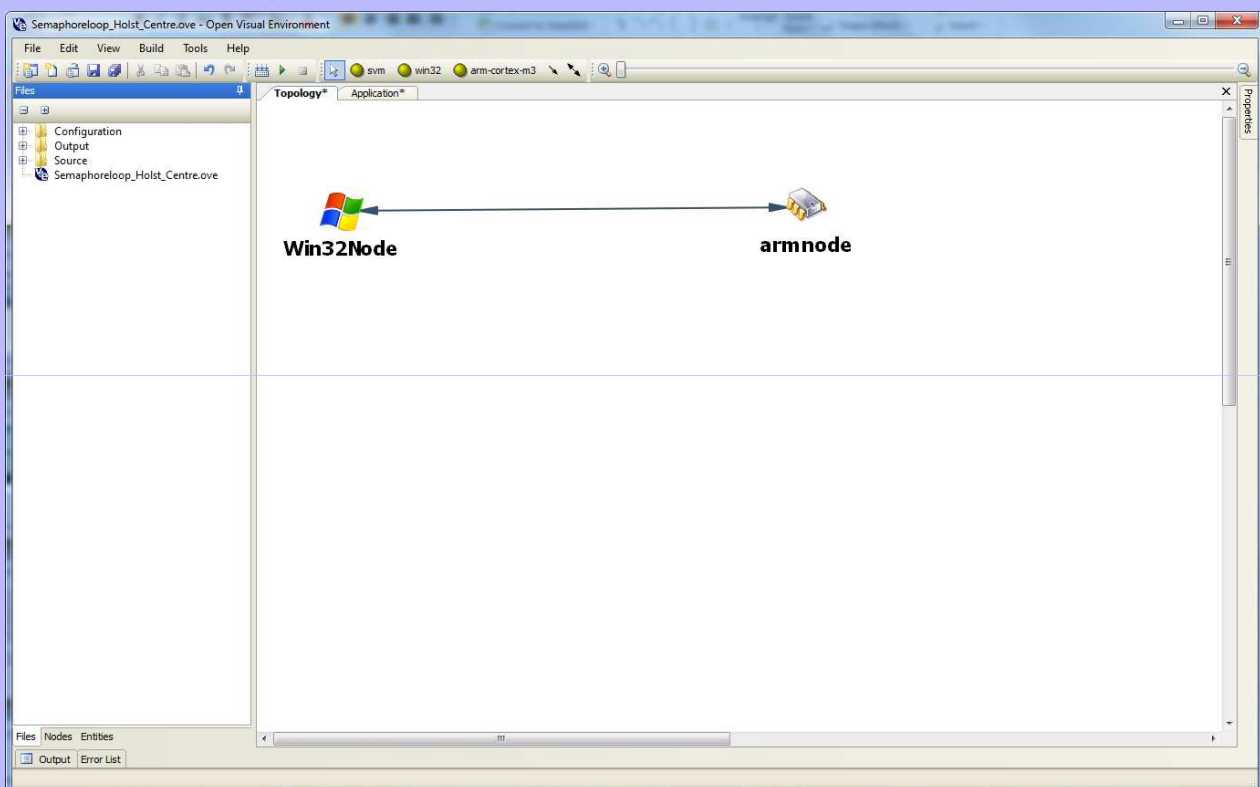 Semaphoreloop_Holst_Centre.ove - Open Visual Environment
File Edit View Build Tools Help
svm win32 arm-cortex-m3
Files
Topology* Application*
Properties
Configuration
Output
Source
Semaphoreloop_Holst_Centre.ove
Win32Node
armnode
Files Nodes Entities
Output Error List